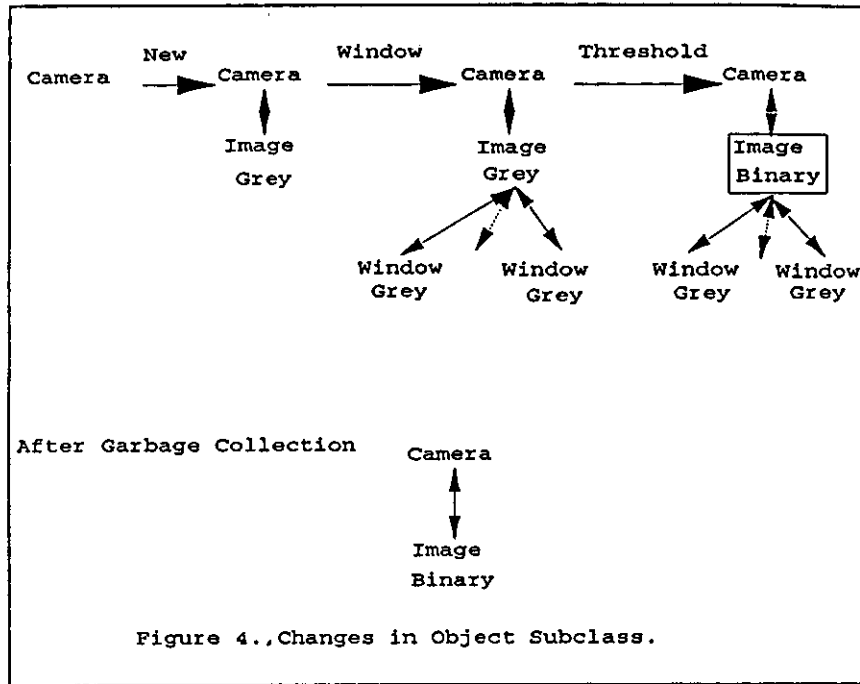 New Window Threshold
Camera Camera Camera Camera
Image Image Image
Grey Grey Binary
Window Window Window Window
Grey Grey Grey Grey
After Garbage Collection Camera
Image
Binary
Figure 4.,Changes in Object Subclass.